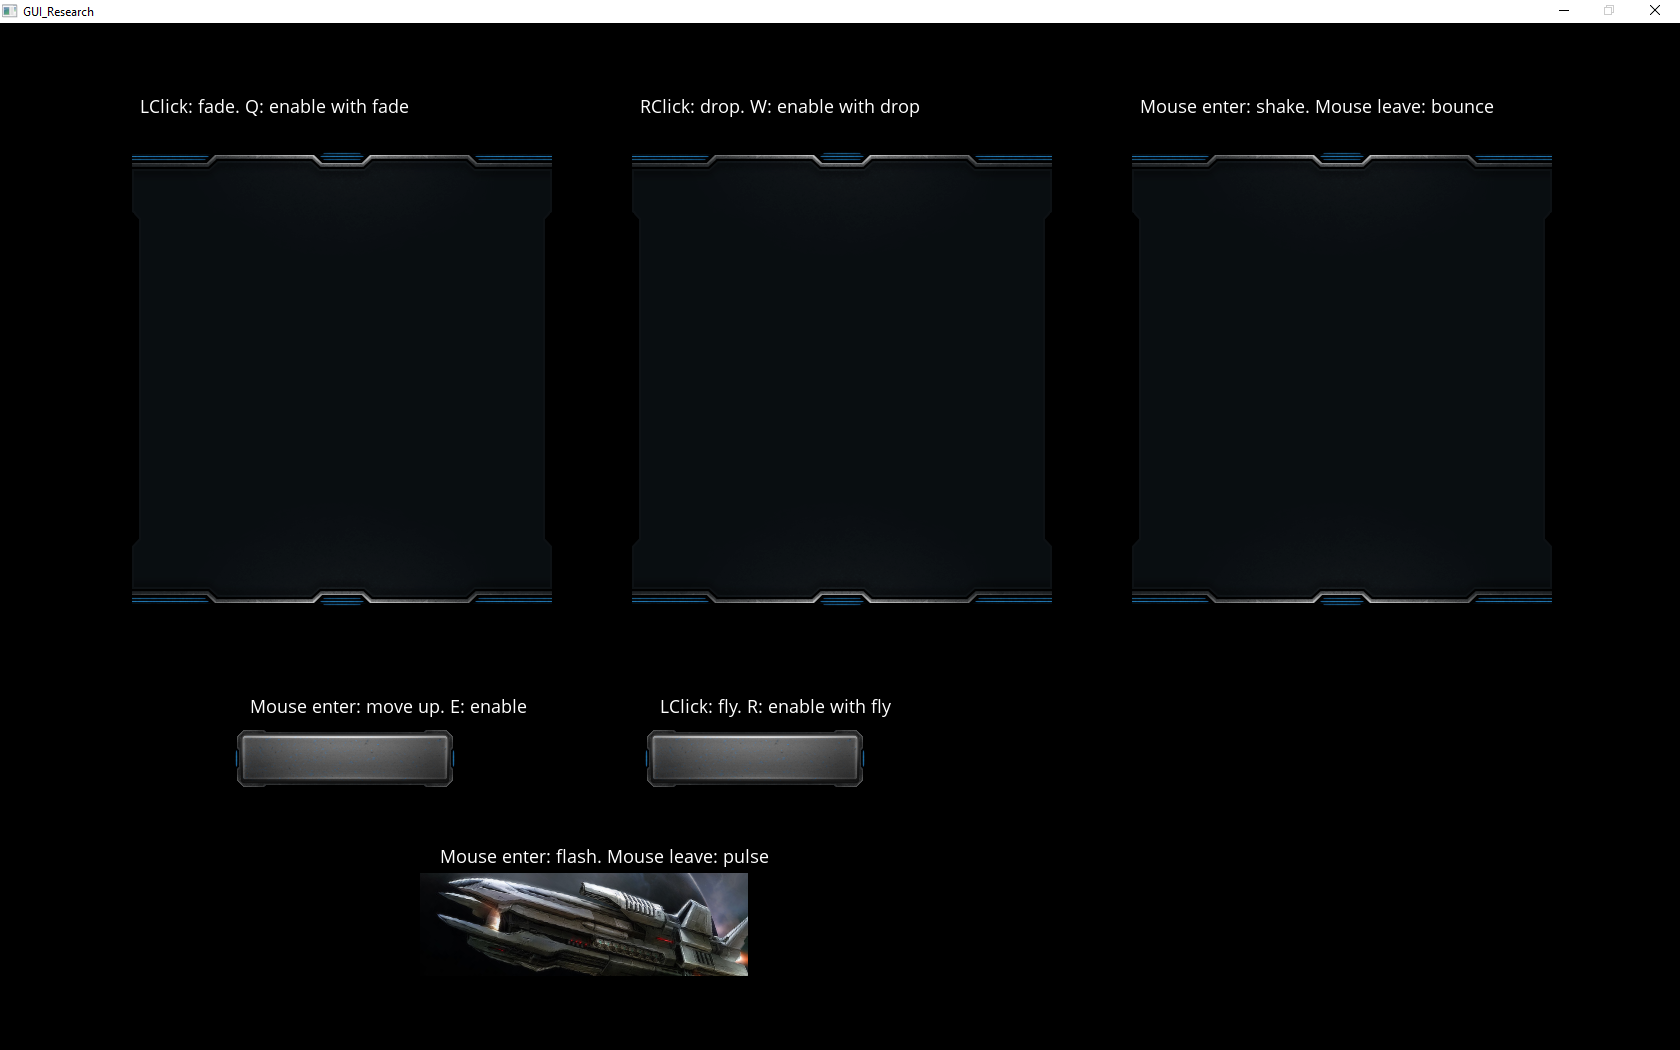 GUI_Research
LClick: fade. Q: enable with fade
RClick: drop. W: enable with drop
Mouse enter: shake. Mouse leave: bounce
Mouse enter: move up. E: enable
LClick: fly. R: enable with fly
Mouse enter: flash. Mouse leave: pulse